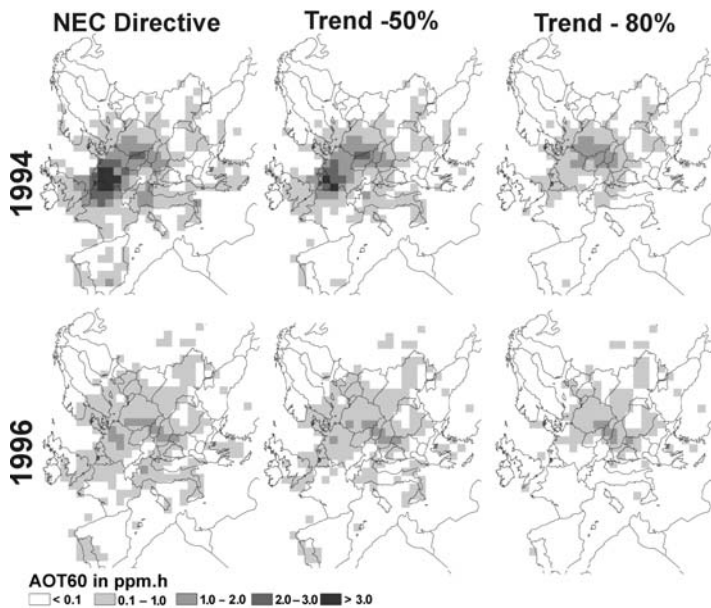 NEC Directive Trend -50% Trend - 80%
1994
1996
AOT60 in ppm.h
< 0.1 0.1 – 1.0 1.0 – 2.0 2.0 – 3.0 > 3.0